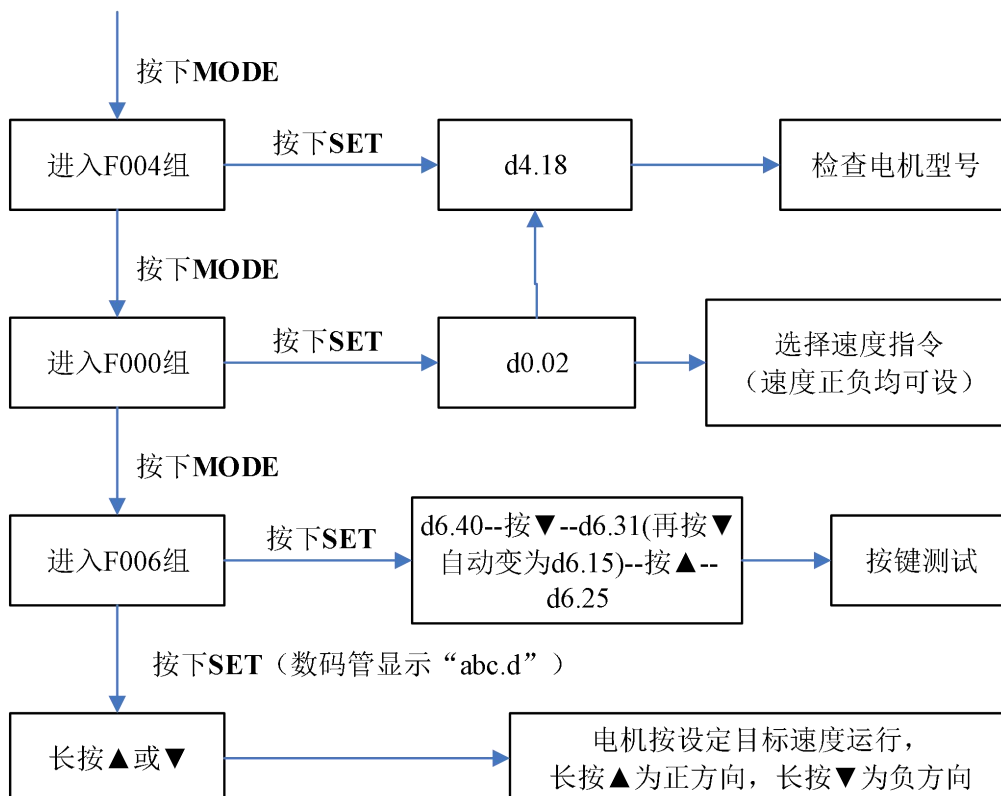 按下MODE
进入F004组
按下SET
d4.18
检查电机型号
按下MODE
进入F000组
按下SET
d0.02
选择速度指令
（速度正负均可设）
按下MODE
进入F006组
按下SET
d6.40--按▼--d6.31(再按▼
自动变为d6.15)--按▲--
d6.25
按键测试
按下SET（数码管显示“abc.d”）
长按▲或▼
电机按设定目标速度运行，
长按▲为正方向，长按▼为负方向